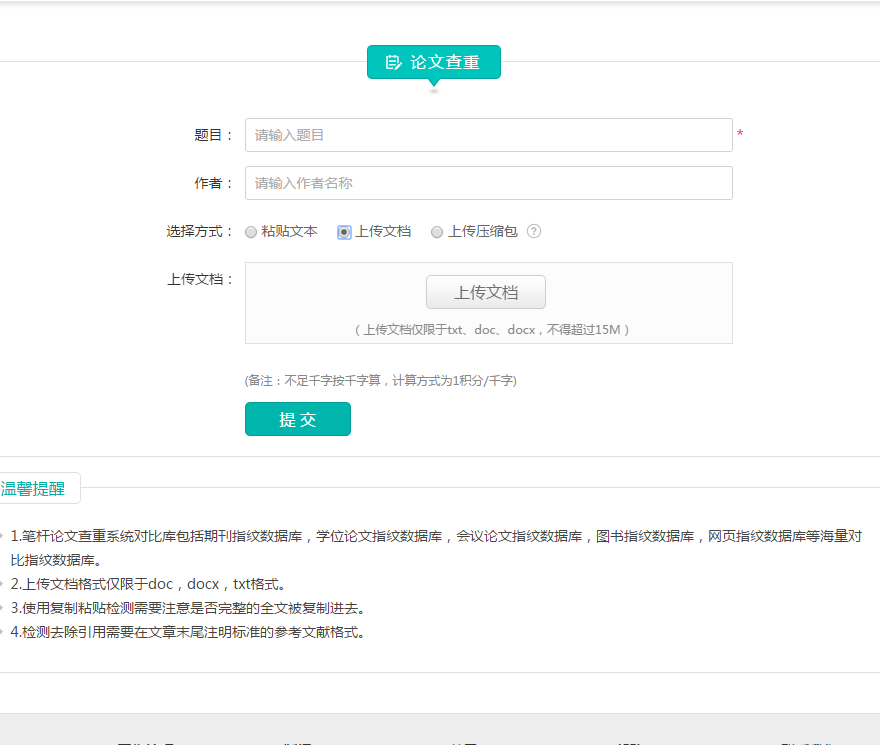 论文查重
题目： 请输入题目 *
作者： 请输入作者名称
选择方式： 粘贴文本 上传文档 上传压缩包 ?
上传文档： 上传文档
（ 上传文档仅限于txt、doc、docx，不得超过15M ）
(备注：不足千字按千字算，计算方式为1积分/千字)
提 交
温馨提醒
1.笔杆论文查重系统对比库包括期刊指纹数据库，学位论文指纹数据库，会议论文指纹数据库，图书指纹数据库，网页指纹数据库等海量对
比指纹数据库。
2.上传文档格式仅限于doc，docx，txt格式。
3.使用复制粘贴检测需要注意是否完整的全文被复制进去。
4.检测去除引用需要在文章末尾注明标准的参考文献格式。